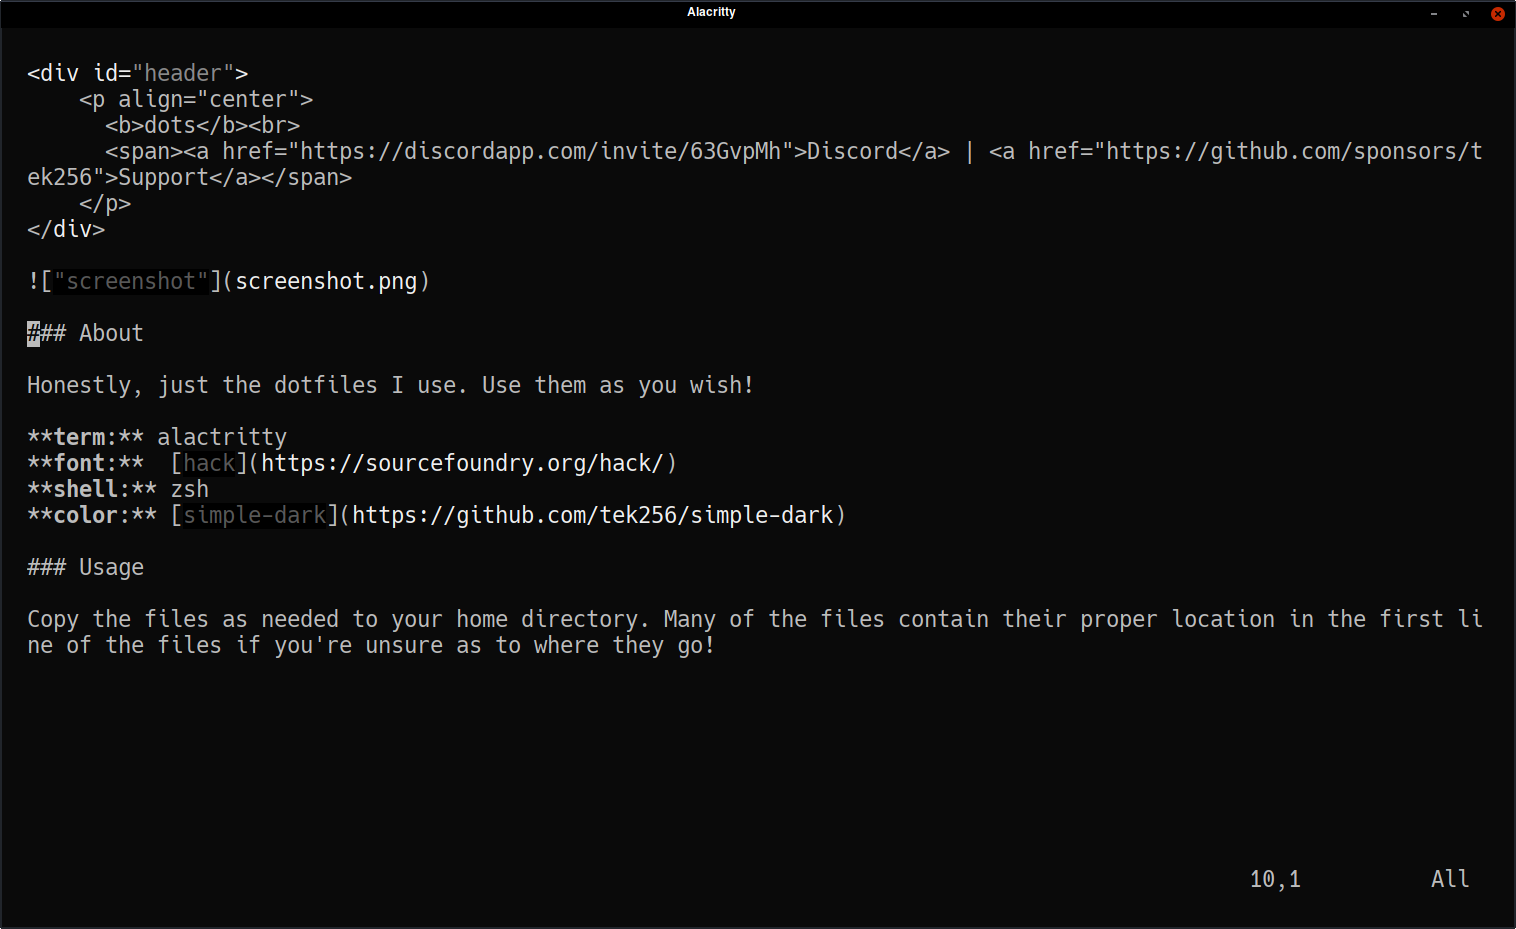 Alacritty
<div id="header">
    <p align="center">
      <b>dots</b><br>
      <span><a href="https://discordapp.com/invite/63GvpMh">Discord</a> | <a href="https://github.com/sponsors/t
ek256">Support</a></span>
    </p>
</div>
!["screenshot"](screenshot.png)
### About
Honestly, just the dotfiles I use. Use them as you wish!
**term:** alactritty
**font:**  [hack](https://sourcefoundry.org/hack/)
**shell:** zsh
**color:** [simple-dark](https://github.com/tek256/simple-dark)
### Usage
Copy the files as needed to your home directory. Many of the files contain their proper location in the first li
ne of the files if you're unsure as to where they go!
10,1 All